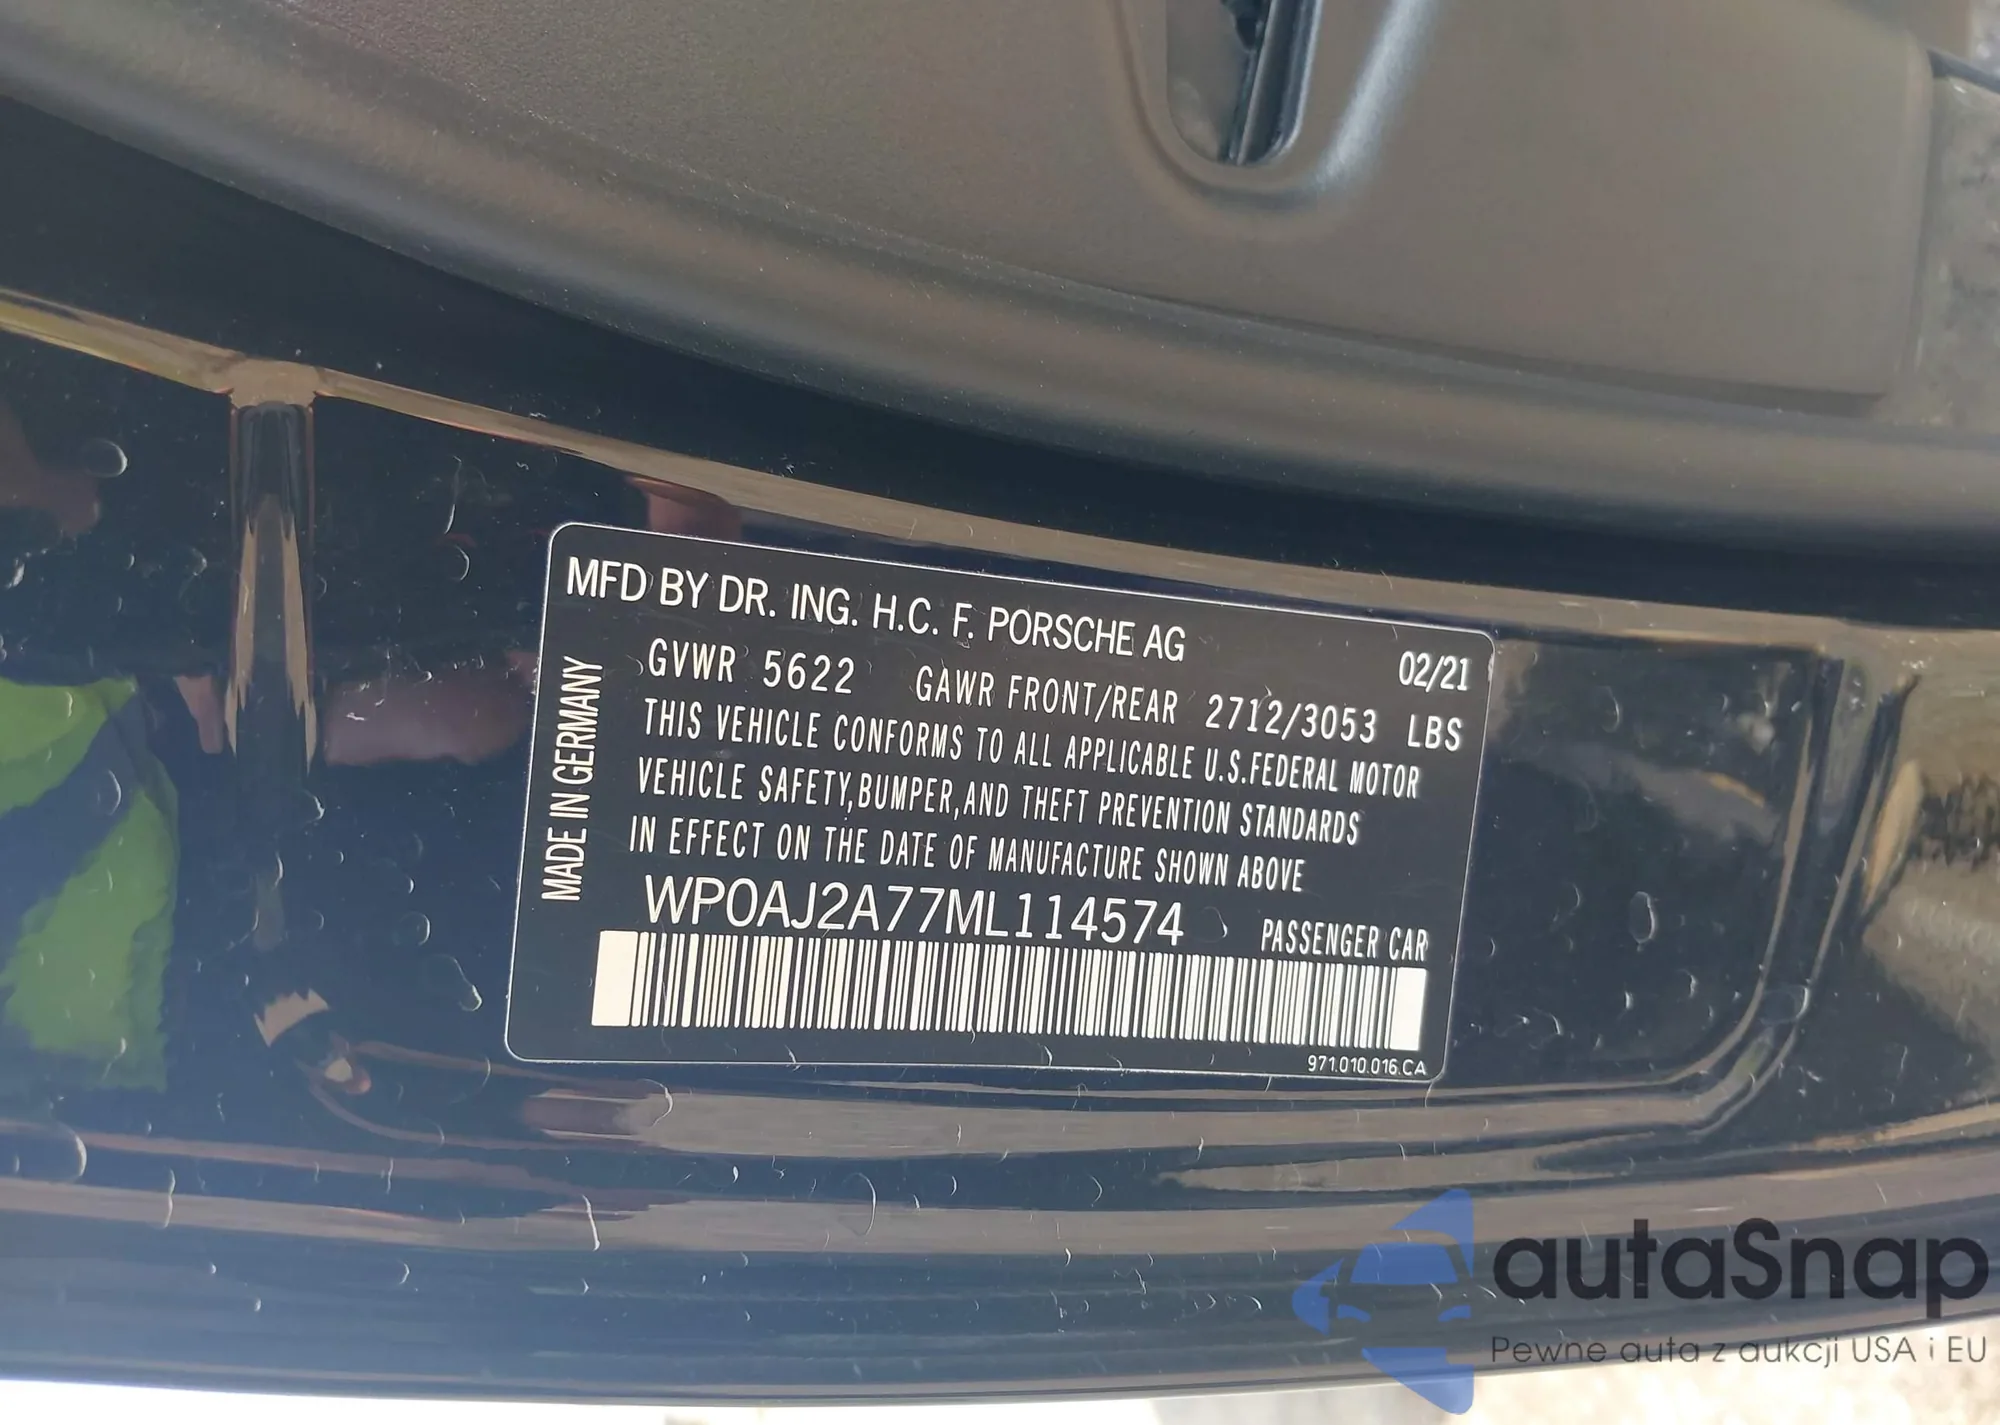 MFD BY DR. ING. H.C. F. PORSCHE AG
02/21
GVWR 5622 GAWR FRONT/REAR 2712/3053 LBS
THIS VEHICLE CONFORMS TO ALL APPLICABLE U.S.FEDERAL MOTOR
VEHICLE SAFETY,BUMPER,AND THEFT PREVENTION STANDARDS
IN EFFECT ON THE DATE OF MANUFACTURE SHOWN ABOVE
WP0AJ2A77ML114574 PASSENGER CAR
971.010.016.CA
MADE IN GERMANY
autaSnap
Pewne auta z aukcji USA i EU